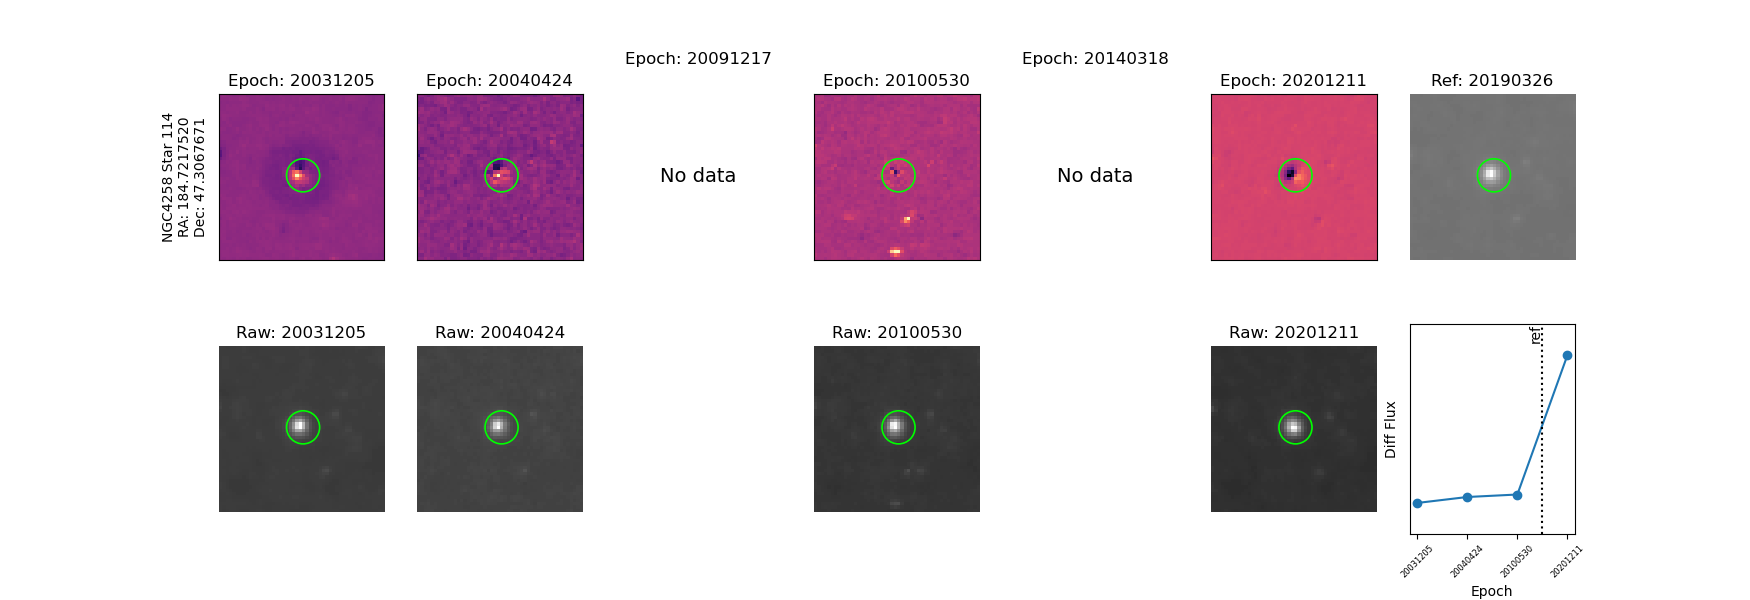 Epoch: 20091217
Epoch: 20140318
Epoch: 20031205
Epoch: 20040424
Epoch: 20100530
Epoch: 20201211
Ref: 20190326
NGC4258 Star 114
RA: 184.7217520
Dec: 47.3067671
No data
No data
Raw: 20031205
Raw: 20040424
Raw: 20100530
Raw: 20201211
ref
Diff Flux
20031205
20040424
20100530
20201211
Epoch